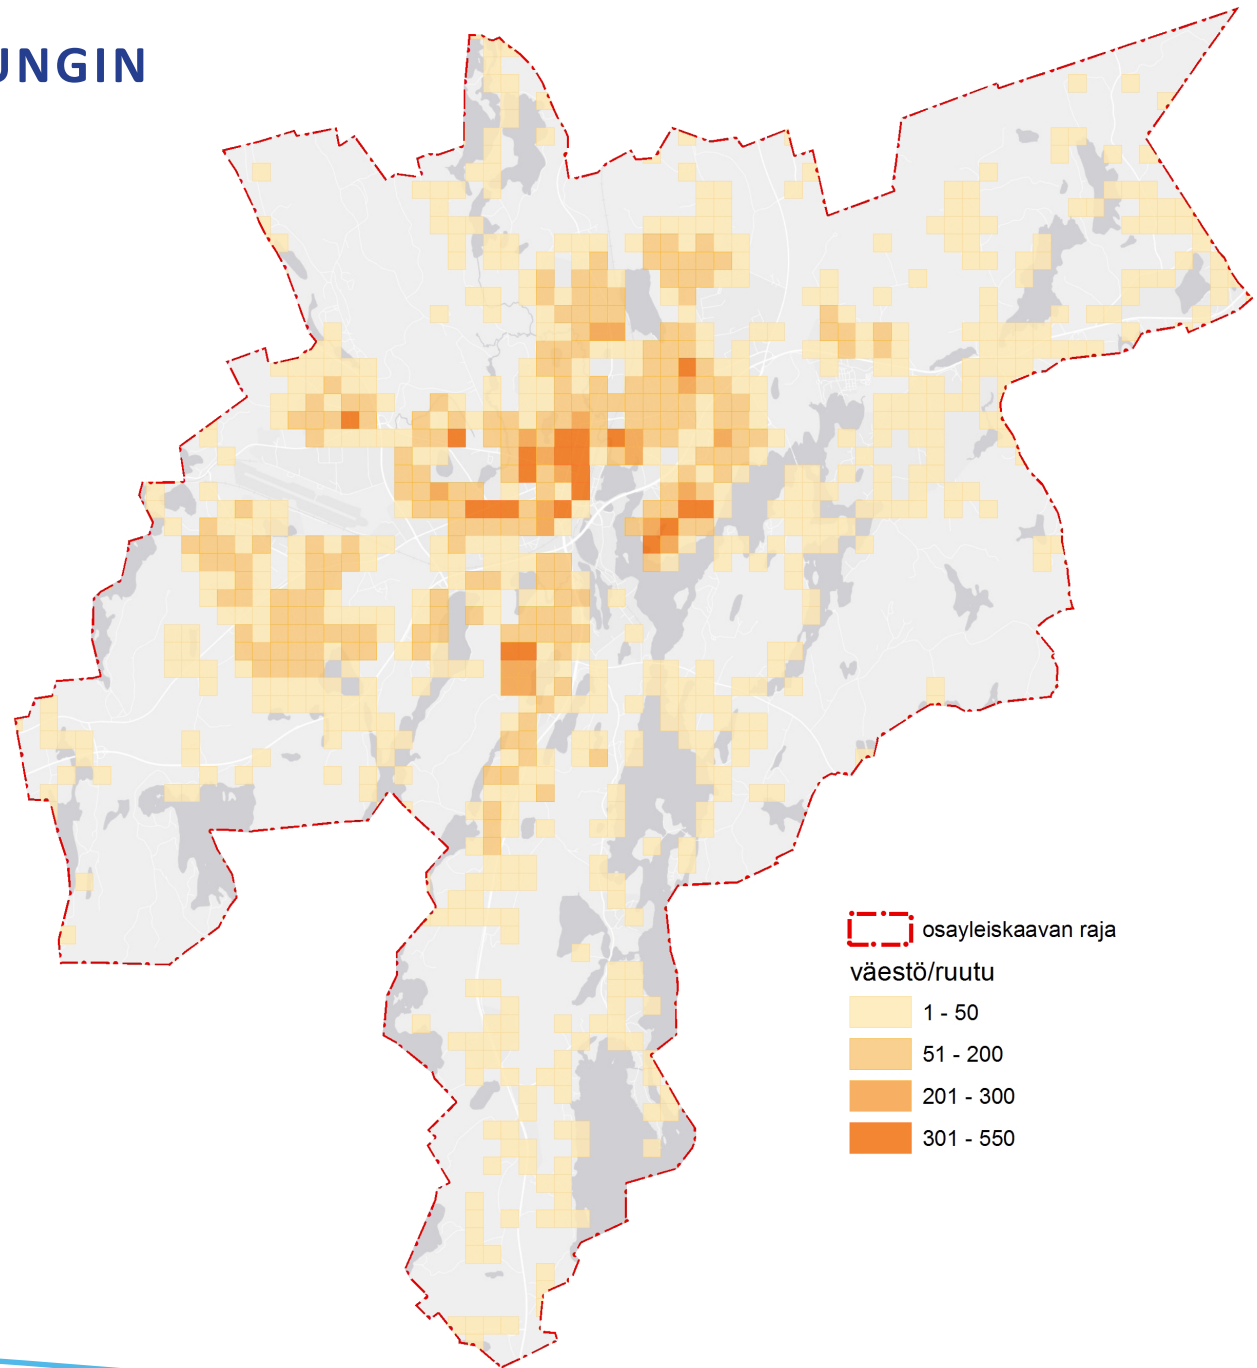 UNGIN
osayleiskaavan raja
väestö/ruutu
1 - 50
51 - 200
201 - 300
301 - 550